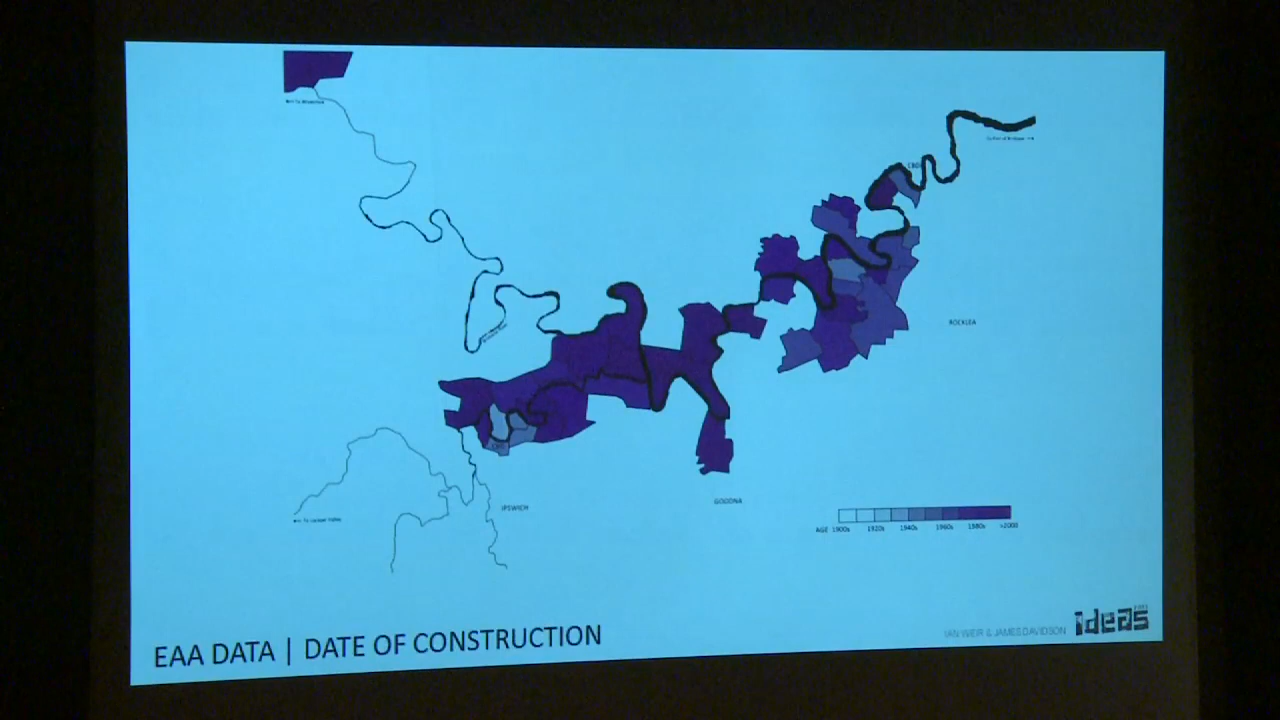 CBD
ROCKLEA
GOODNA
IPSWICH
AGE 1900s 1920s 1940s 1960s 1980s >2000
EAA DATA | DATE OF CONSTRUCTION
IAN WEIR & JAMES DAVIDSON
ideas